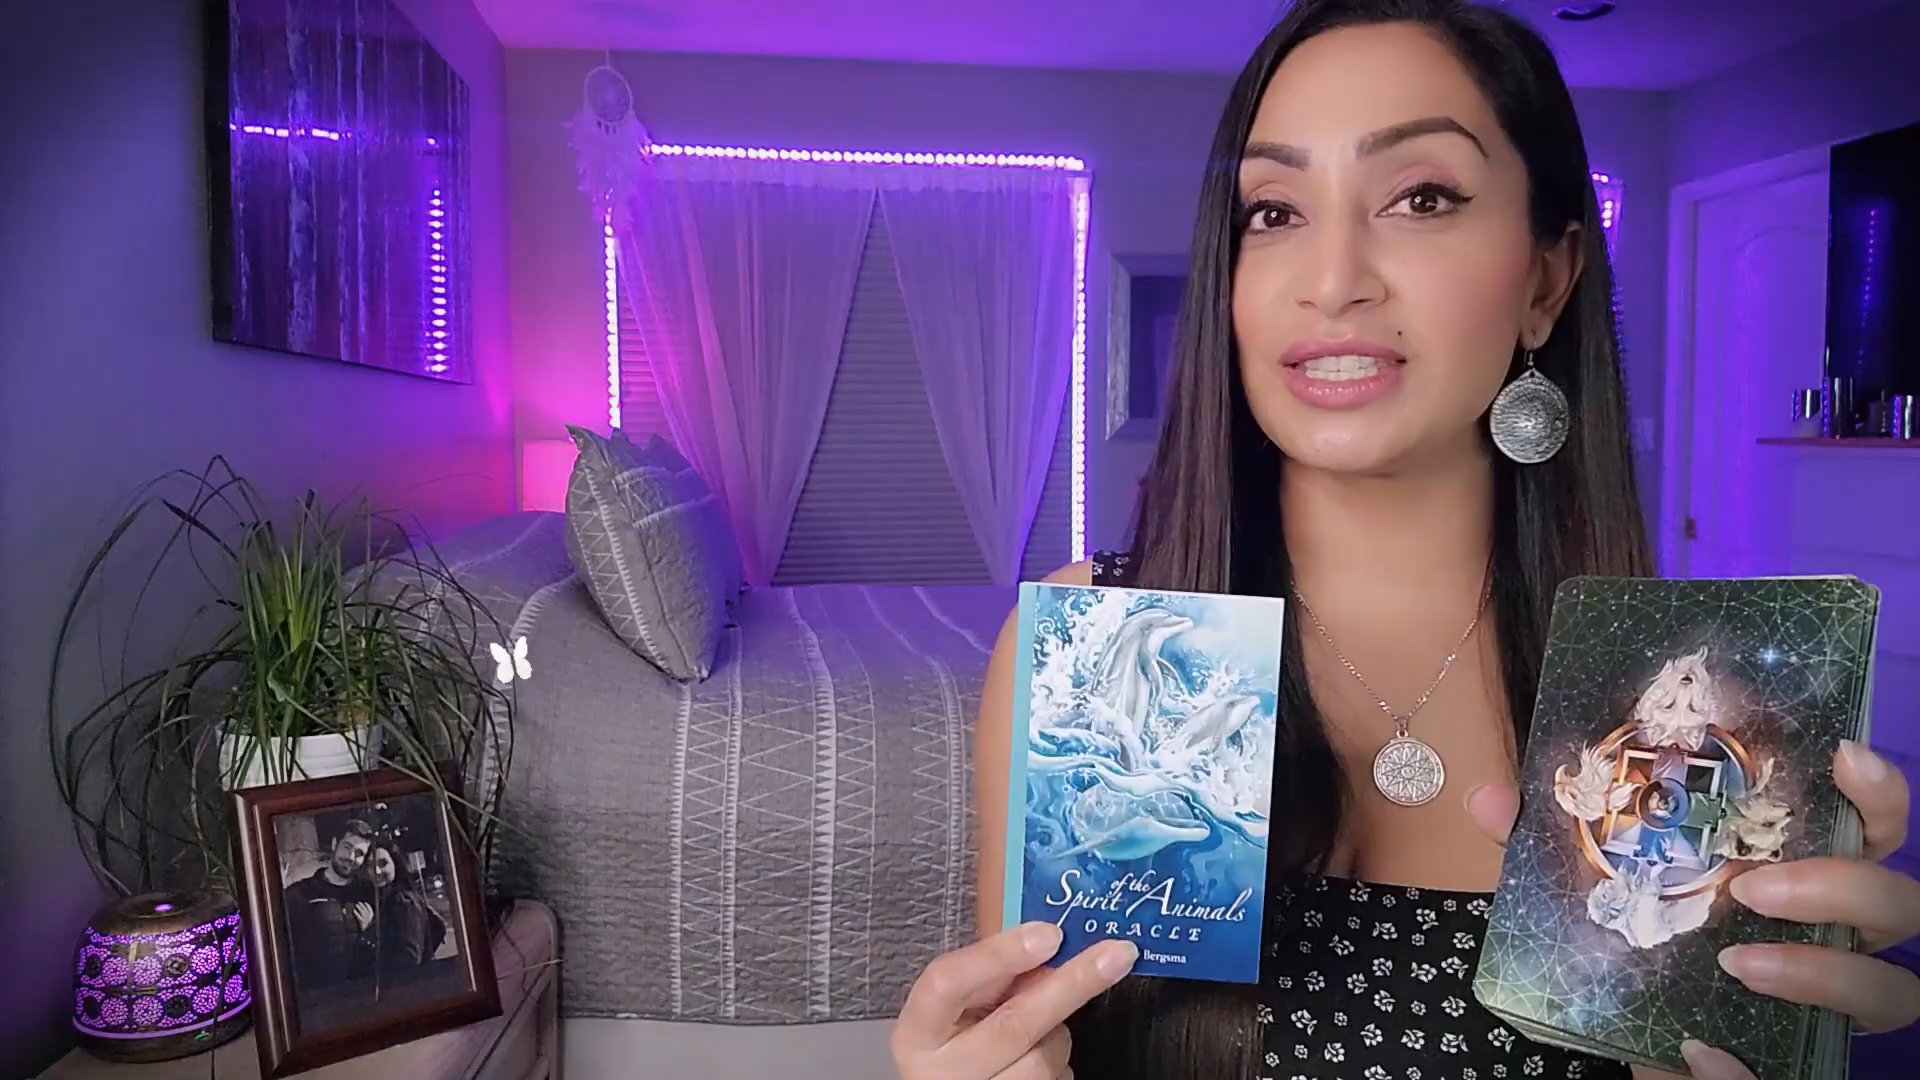 of the
Spirit Animals
ORACLE
Bergsma